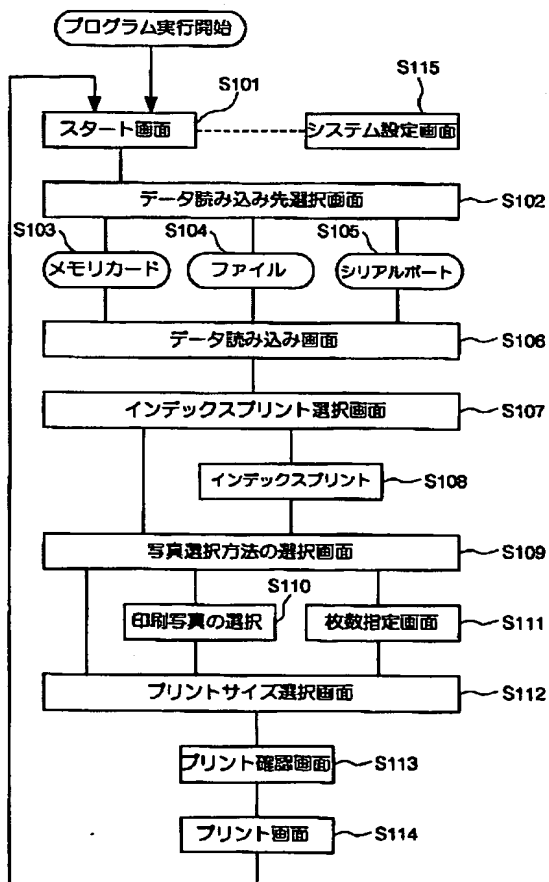 プログラム実行開始
S101
S115
スタート画面
システム設定画面
データ読み込み先選択画面
S102
S103
S104
S105
メモリカード
ファイル
シリアルポート
データ読み込み画面
S106
インデックスプリント選択画面
S107
インデックスプリント
S108
写真選択方法の選択画面
S109
S110
印刷写真の選択
枚数指定画面
S111
プリントサイズ選択画面
S112
プリント確認画面
S113
プリント画面
S114